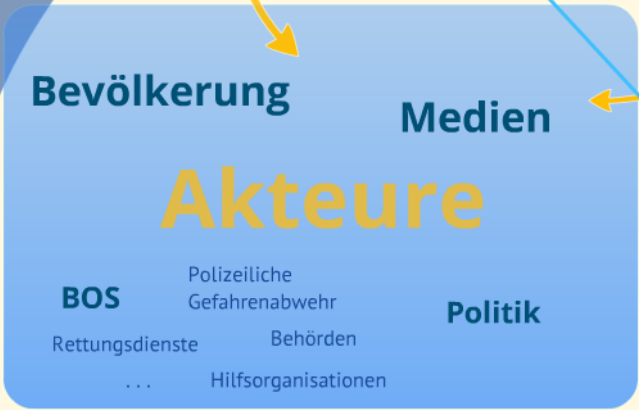 Bevölkerung
Medien
Akteure
BOS
Polizeiliche
Gefahrenabwehr
Politik
Rettungsdienste
Behörden
...
Hilfsorganisationen